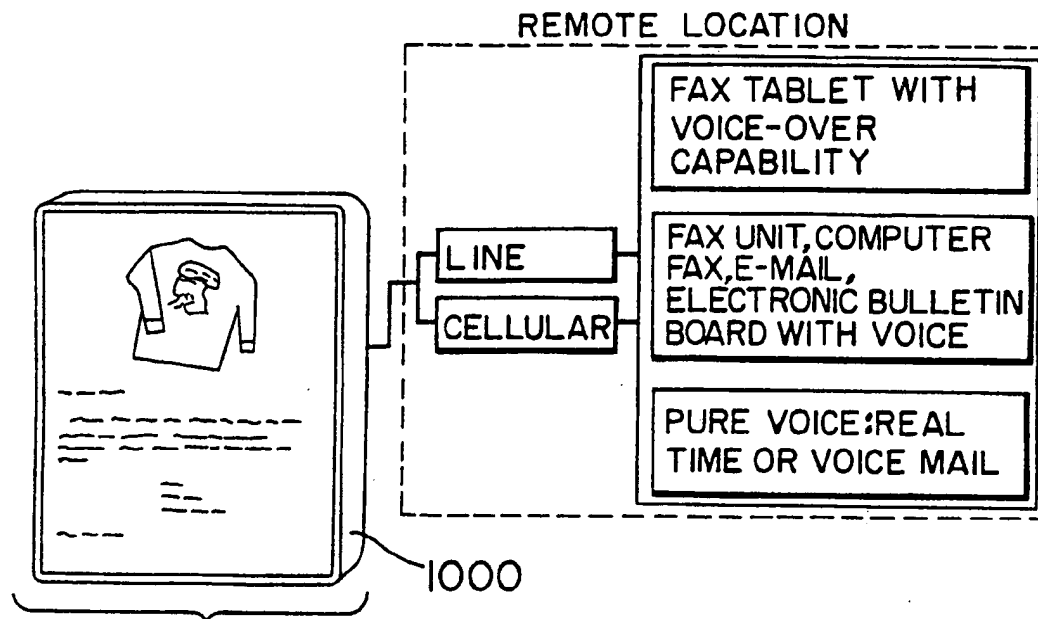 REMOTE LOCATION
FAX TABLET WITH
VOICE-OVER
CAPABILITY
LINE
CELLULAR
FAX UNIT, COMPUTER
FAX, E-MAIL,
ELECTRONIC BULLETIN
BOARD WITH VOICE
PURE VOICE:REAL
TIME OR VOICE MAIL
1000